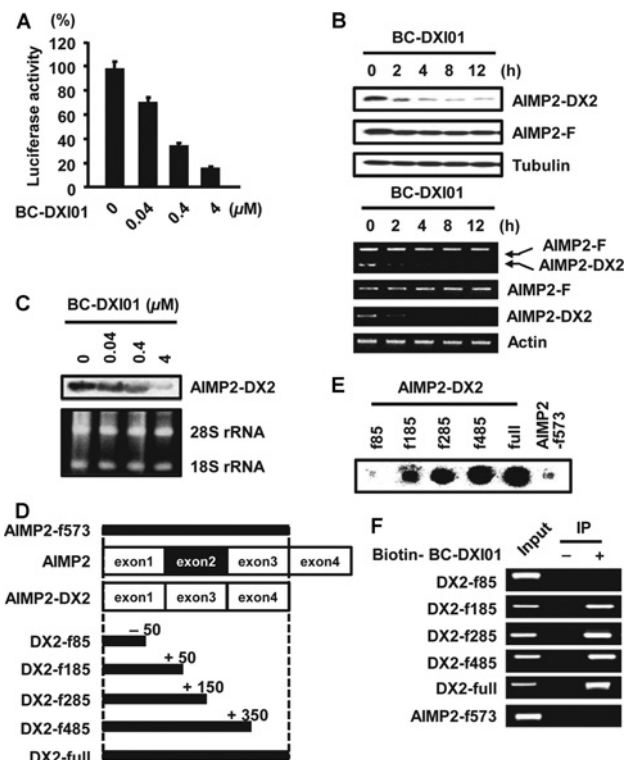 A
(%)
Luciferase activity
120
100
80
60
40
20
0
BC-DXI01
0
0.04
0.4
4
(µM)
B
BC-DXI01
0 2 4 8 12 (h)
AIMP2-DX2
AIMP2-F
Tubulin
BC-DXI01
0 2 4 8 12 (h)
AIMP2-F
AIMP2-DX2
AIMP2-F
AIMP2-DX2
Actin
C
BC-DXI01 (µM)
0
0.04
0.4
4
AIMP2-DX2
28S rRNA
18S rRNA
D
AIMP2-f573
AIMP2
exon1 exon2 exon3 exon4
AIMP2-DX2
exon1 exon3 exon4
– 50
DX2-f85
+ 50
DX2-f185
+ 150
DX2-f285
+ 350
DX2-f485
DX2-full
E
AIMP2-DX2
f85
f185
f285
f485
full
AIMP2
-f573
F
Input
IP
Biotin- BC-DXI01
– +
DX2-f85
DX2-f185
DX2-f285
DX2-f485
DX2-full
AIMP2-f573